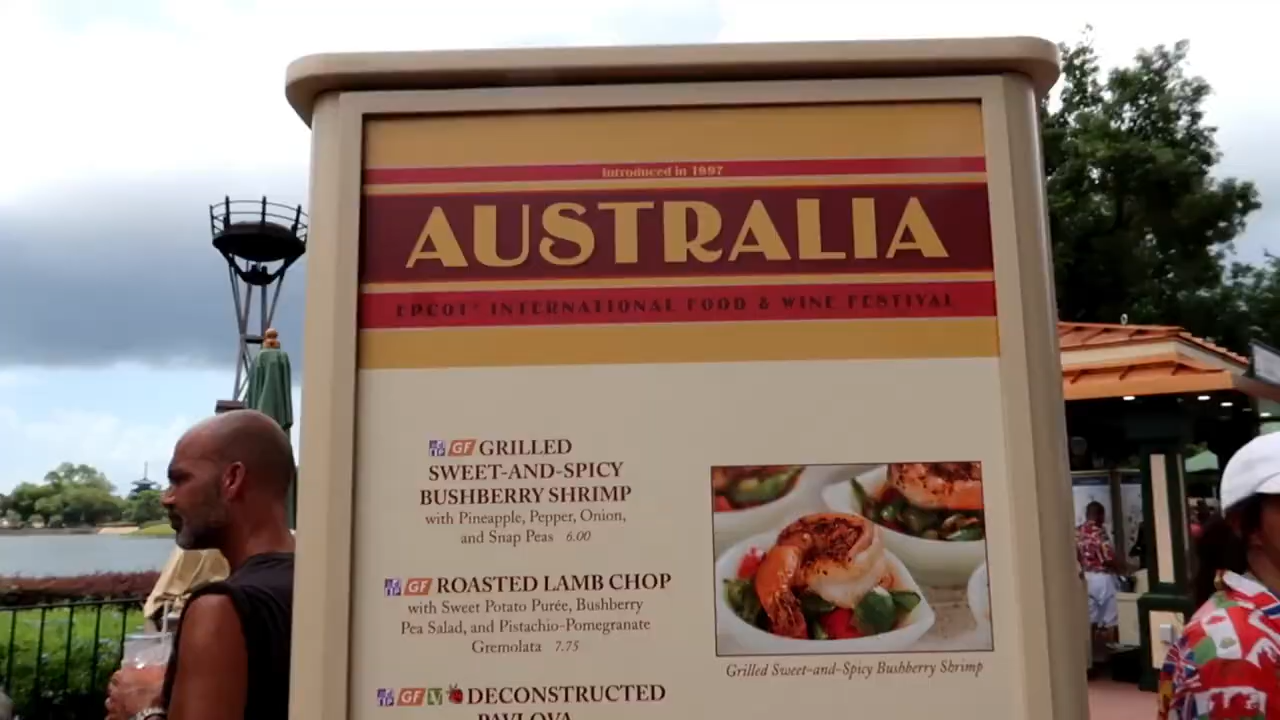 Introduced in 1997
AUSTRALIA
EPCOT® INTERNATIONAL FOOD & WINE FESTIVAL
GF GRILLED
SWEET-AND-SPICY
BUSHBERRY SHRIMP
with Pineapple, Pepper, Onion,
and Snap Peas 6.00
GF ROASTED LAMB CHOP
with Sweet Potato Purée, Bushberry
Pea Salad, and Pistachio-Pomegranate
Gremolata 7.75
GF V DECONSTRUCTED
PAVLOVA
Grilled Sweet-and-Spicy Bushberry Shrimp